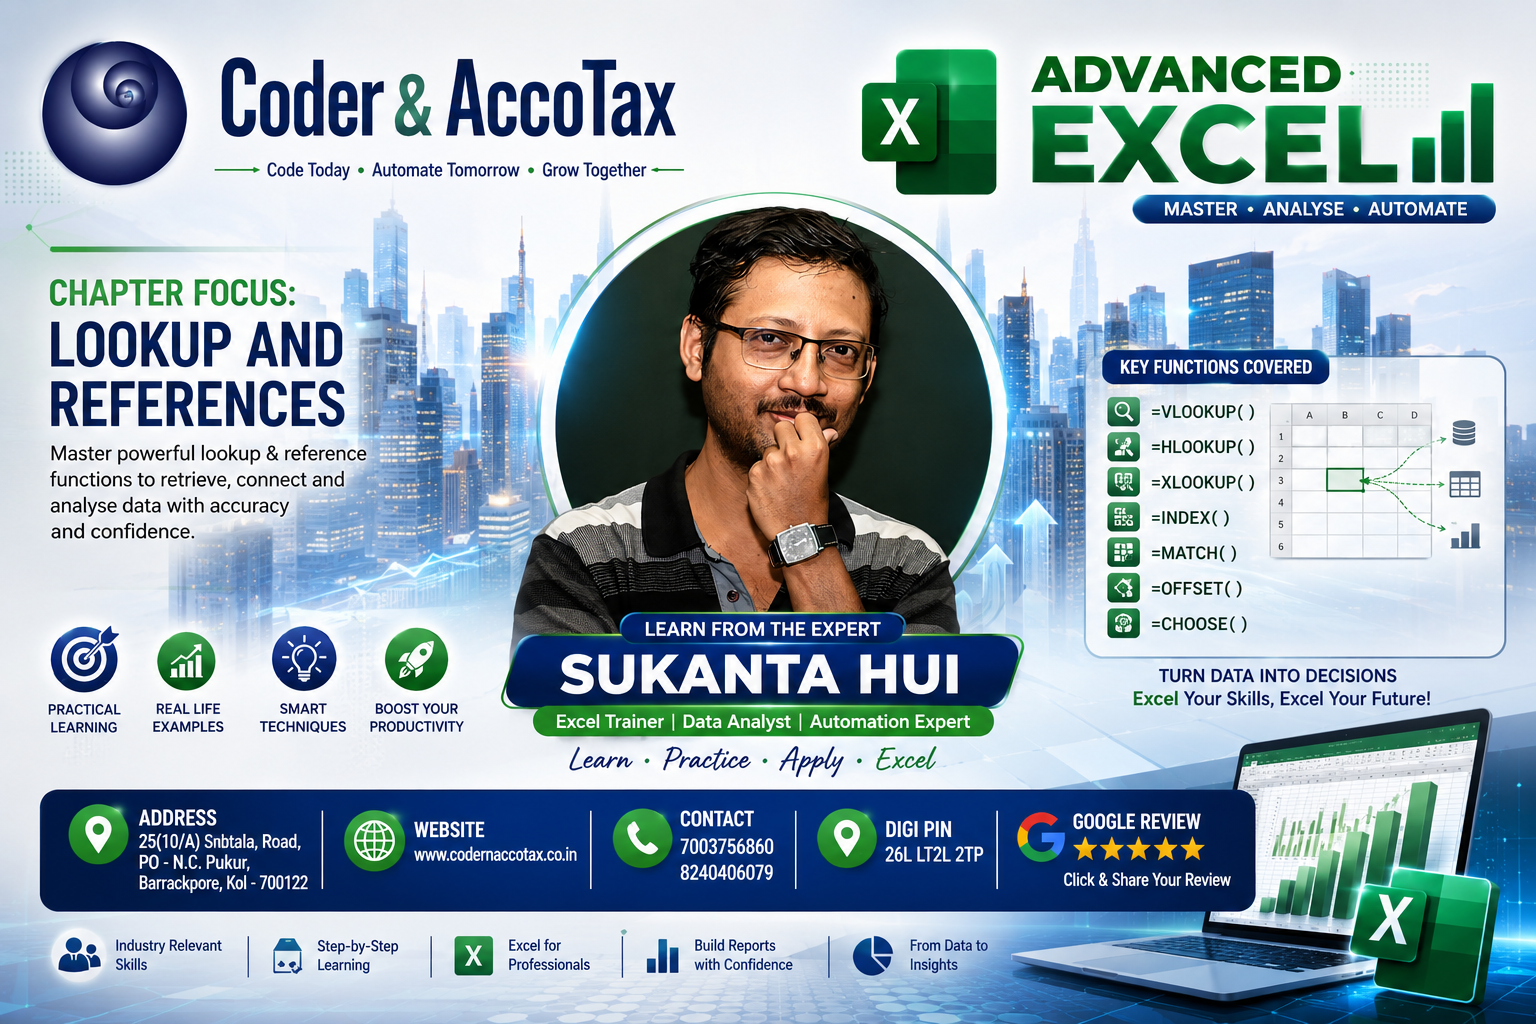 Coder & AccoTax
Code Today • Automate Tomorrow • Grow Together
X
ADVANCED
EXCEL
MASTER • ANALYSE • AUTOMATE
CHAPTER FOCUS:
LOOKUP AND
REFERENCES
Master powerful lookup & reference
functions to retrieve, connect and
analyse data with accuracy
and confidence.
PRACTICAL
LEARNING
REAL LIFE
EXAMPLES
SMART
TECHNIQUES
BOOST YOUR
PRODUCTIVITY
LEARN FROM THE EXPERT
SUKANTA HUI
Excel Trainer | Data Analyst | Automation Expert
Learn • Practice • Apply • Excel
KEY FUNCTIONS COVERED
=VLOOKUP( )
=HLOOKUP( )
=XLOOKUP( )
=INDEX( )
=MATCH( )
=OFFSET( )
=CHOOSE( )
A B C D
1
2
3
4
5
6
TURN DATA INTO DECISIONS
Excel Your Skills, Excel Your Future!
ADDRESS
25(10/A) Snbtala, Road,
PO - N.C. Pukur,
Barrackpore, Kol - 700122
WEBSITE
www.codernaccotax.co.in
CONTACT
7003756860
8240406079
DIGI PIN
26L LT2L 2TP
GOOGLE REVIEW
Click & Share Your Review
X
Industry Relevant
Skills
Step-by-Step
Learning
X
Excel for
Professionals
Build Reports
with Confidence
From Data to
Insights